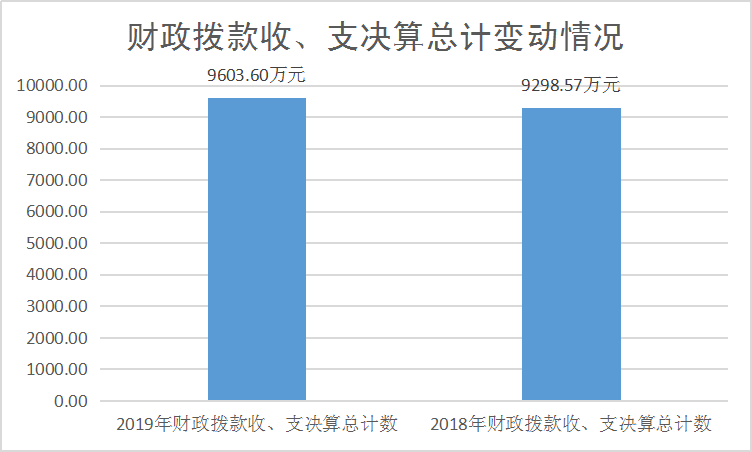 财政拨款收、支决算总计变动情况
9603.60万元
9298.57万元
10000.00
9000.00
8000.00
7000.00
6000.00
5000.00
4000.00
3000.00
2000.00
1000.00
0.00
2019年财政拨款收、支决算总计数
2018年财政拨款收、支决算总计数